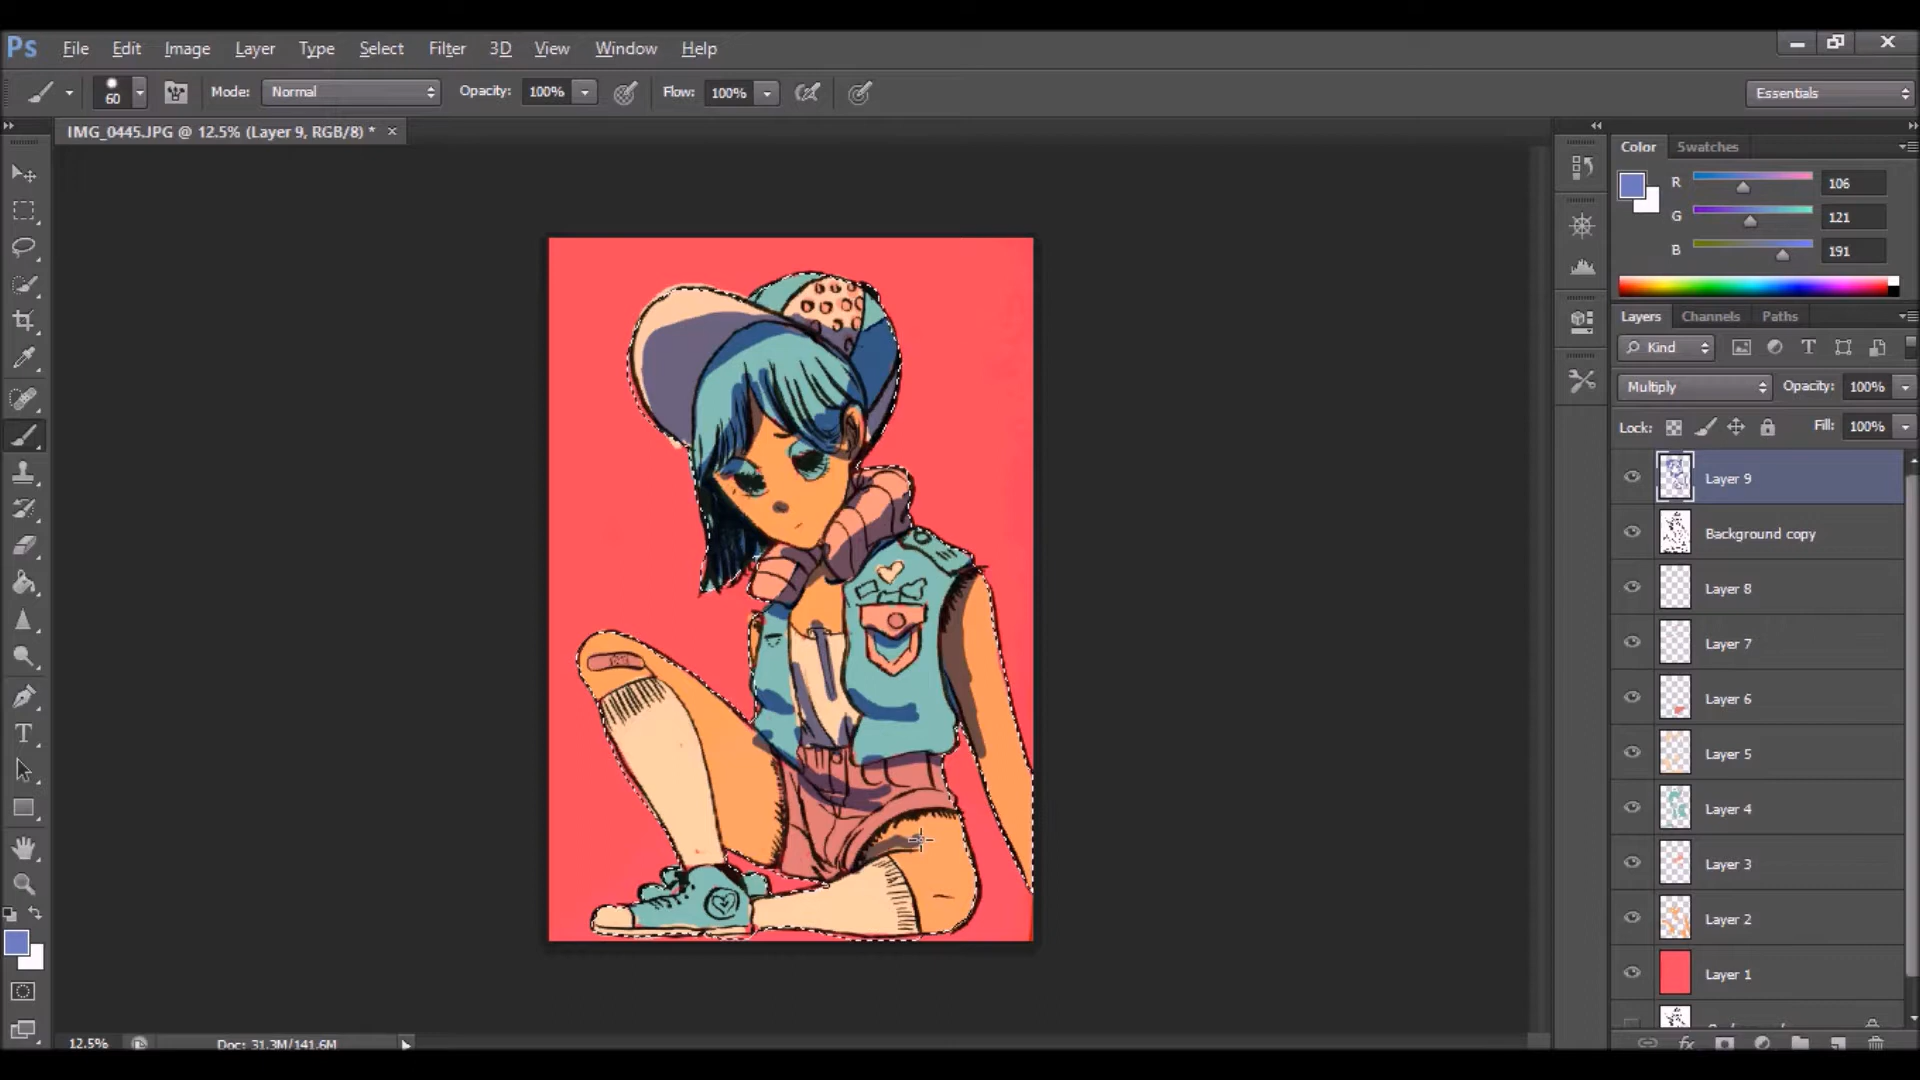 Ps File Edit Image Layer Type Select Filter 3D View Window Help
60 Mode: Normal Opacity: 100% Flow: 100% Essentials
IMG_0445.JPG @ 12.5% (Layer 9, RGB/8) *
Color Swatches
R 106
G 121
B 191
Layers Channels Paths
Kind
Multiply Opacity: 100%
Lock: Fill: 100%
Layer 9
Background copy
Layer 8
Layer 7
Layer 6
Layer 5
Layer 4
Layer 3
Layer 2
Layer 1
12.5% Doc: 31.3M/141.6M